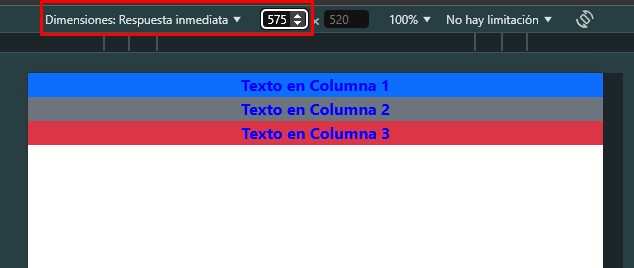 Dimensiones: Respuesta inmediata 575 × 520 100% No hay limitación
Texto en Columna 1
Texto en Columna 2
Texto en Columna 3